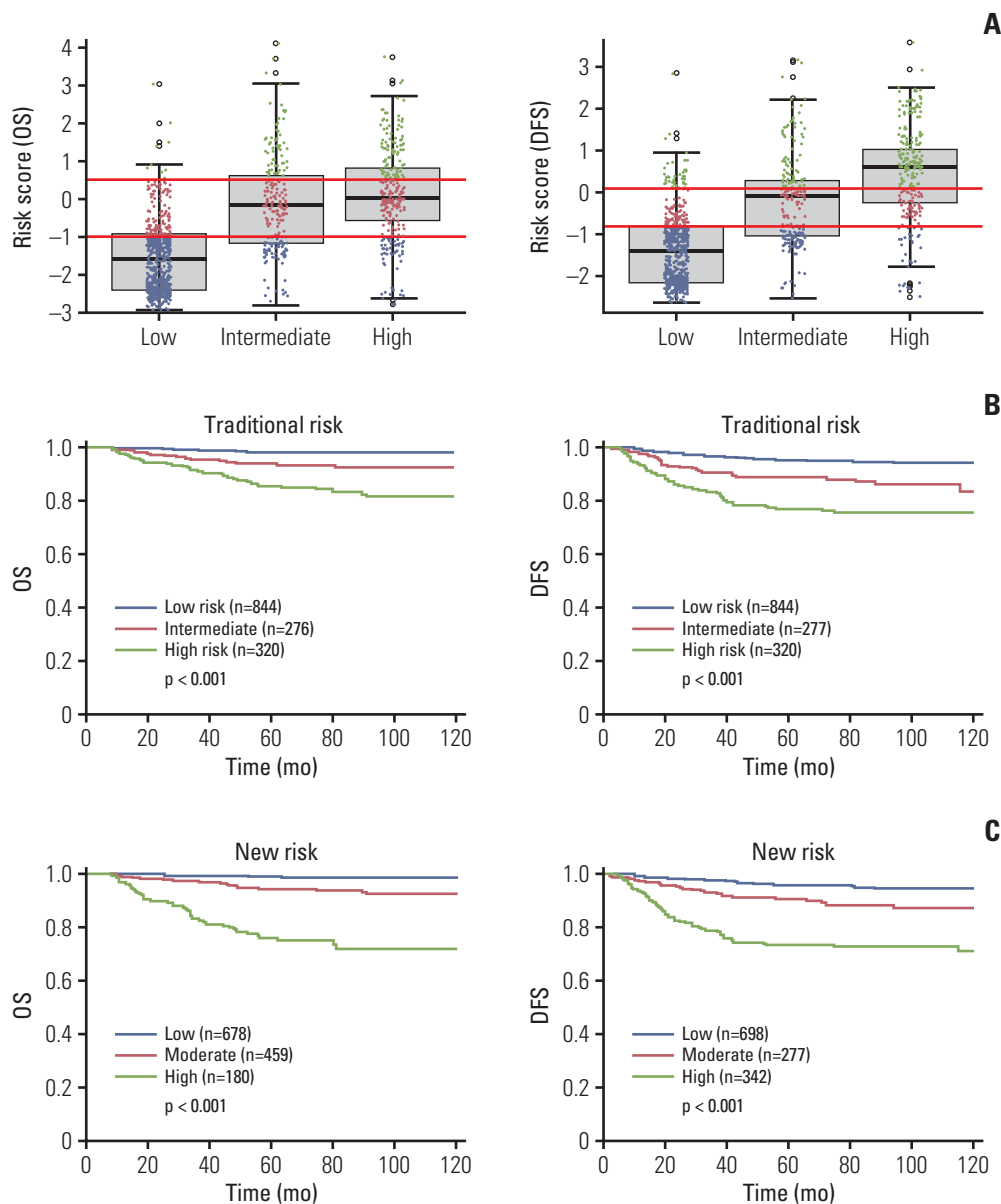 A
Risk score (OS)
4
3
2
1
0
−1
−2
−3
Low
Intermediate
High
Risk score (DFS)
3
2
1
0
−1
−2
Low
Intermediate
High
B
Traditional risk
OS
1.0
0.8
0.6
0.4
0.2
0
Low risk (n=844)
Intermediate (n=276)
High risk (n=320)
p < 0.001
0 20 40 60 80 100 120
Time (mo)
Traditional risk
DFS
1.0
0.8
0.6
0.4
0.2
0
Low risk (n=844)
Intermediate (n=277)
High risk (n=320)
p < 0.001
0 20 40 60 80 100 120
Time (mo)
C
New risk
OS
1.0
0.8
0.6
0.4
0.2
0
Low (n=678)
Moderate (n=459)
High (n=180)
p < 0.001
0 20 40 60 80 100 120
Time (mo)
New risk
DFS
1.0
0.8
0.6
0.4
0.2
0
Low (n=698)
Moderate (n=277)
High (n=342)
p < 0.001
0 20 40 60 80 100 120
Time (mo)